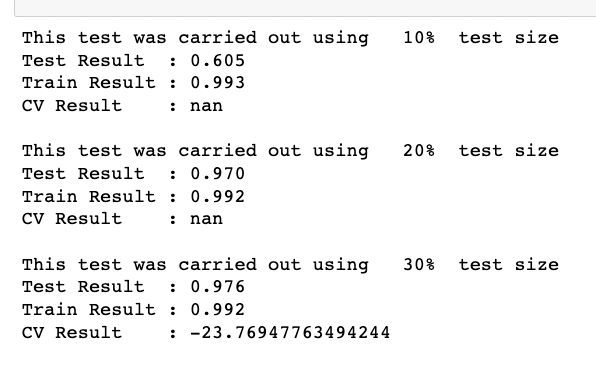 This test was carried out using   10%  test size
Test Result  : 0.605
Train Result : 0.993
CV Result    : nan

This test was carried out using   20%  test size
Test Result  : 0.970
Train Result : 0.992
CV Result    : nan

This test was carried out using   30%  test size
Test Result  : 0.976
Train Result : 0.992
CV Result    : -23.76947763494244